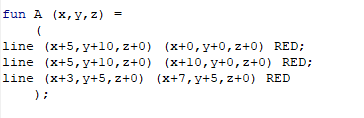 fun A (x,y,z) =
(
line (x+5,y+10,z+0) (x+0,y+0,z+0) RED;
line (x+5,y+10,z+0) (x+10,y+0,z+0) RED;
line (x+3,y+5,z+0) (x+7,y+5,z+0) RED
);